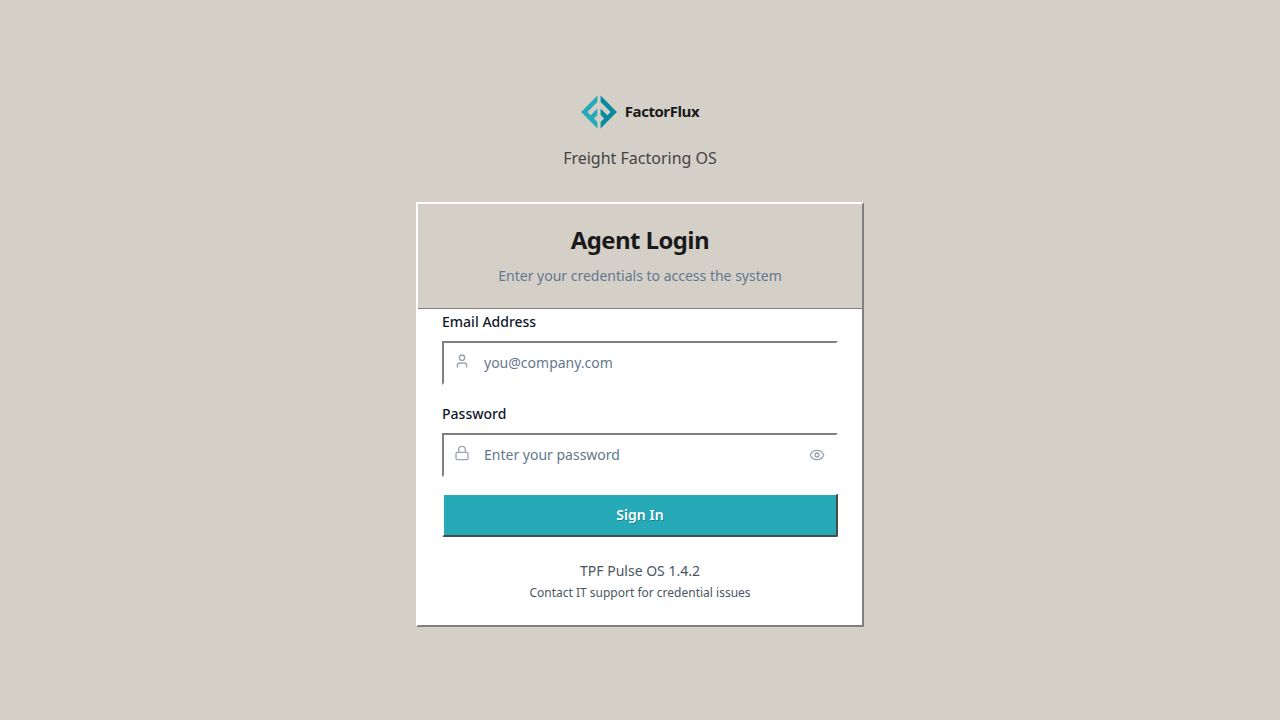 FactorFlux
Freight Factoring OS
Agent Login
Enter your credentials to access the system
Email Address
you@company.com
Password
Enter your password
Sign In
TPF Pulse OS 1.4.2
Contact IT support for credential issues